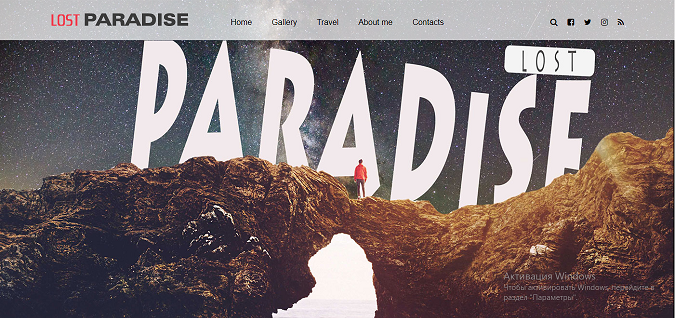 LOST PARADISE
Home Gallery Travel About me Contacts
LOST
PARADiSE
Активация Windows
Чтобы активировать Windows, перейдите в
раздел "Параметры".